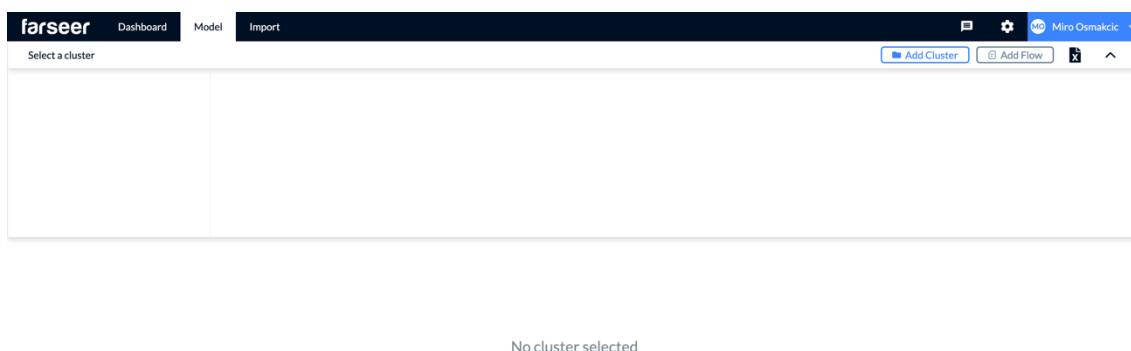 farseer Dashboard Model Import MO Miro Osmakcic
Select a cluster Add Cluster Add Flow X
No cluster selected